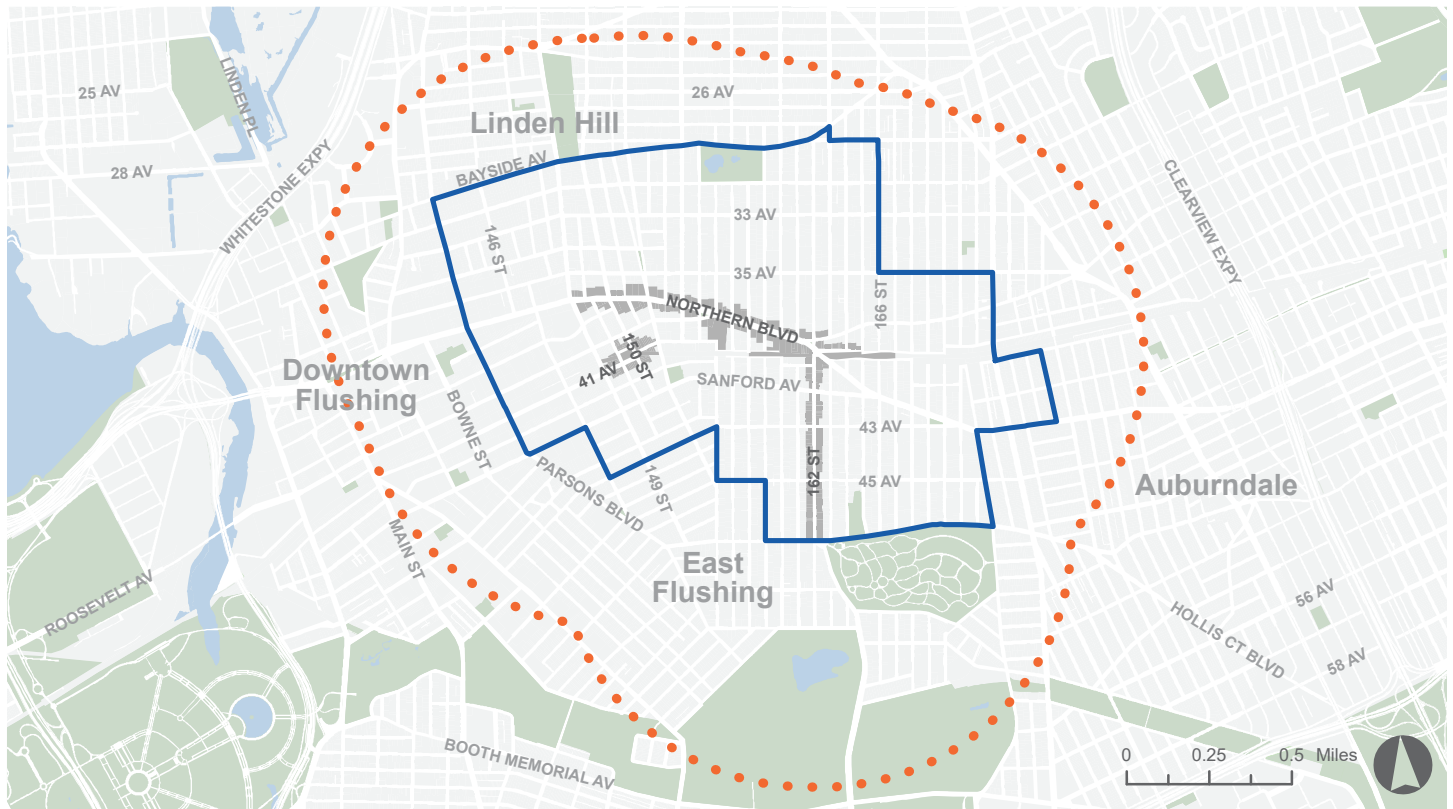 25 AV
LINDEN PL
26 AV
Linden Hill
28 AV
WHITESTONE EXPY
BAYSIDE AV
CLEARVIEW EXPY
33 AV
146 ST
35 AV
166 ST
NORTHERN BLVD
150 ST
41 AV
Downtown
Flushing
SANFORD AV
BOWNE ST
43 AV
162 ST
45 AV
Auburndale
PARSONS BLVD
149 ST
MAIN ST
East
Flushing
ROOSEVELT AV
56 AV
HOLLIS CT BLVD
58 AV
BOOTH MEMORIAL AV
0 0.25 0.5 Miles